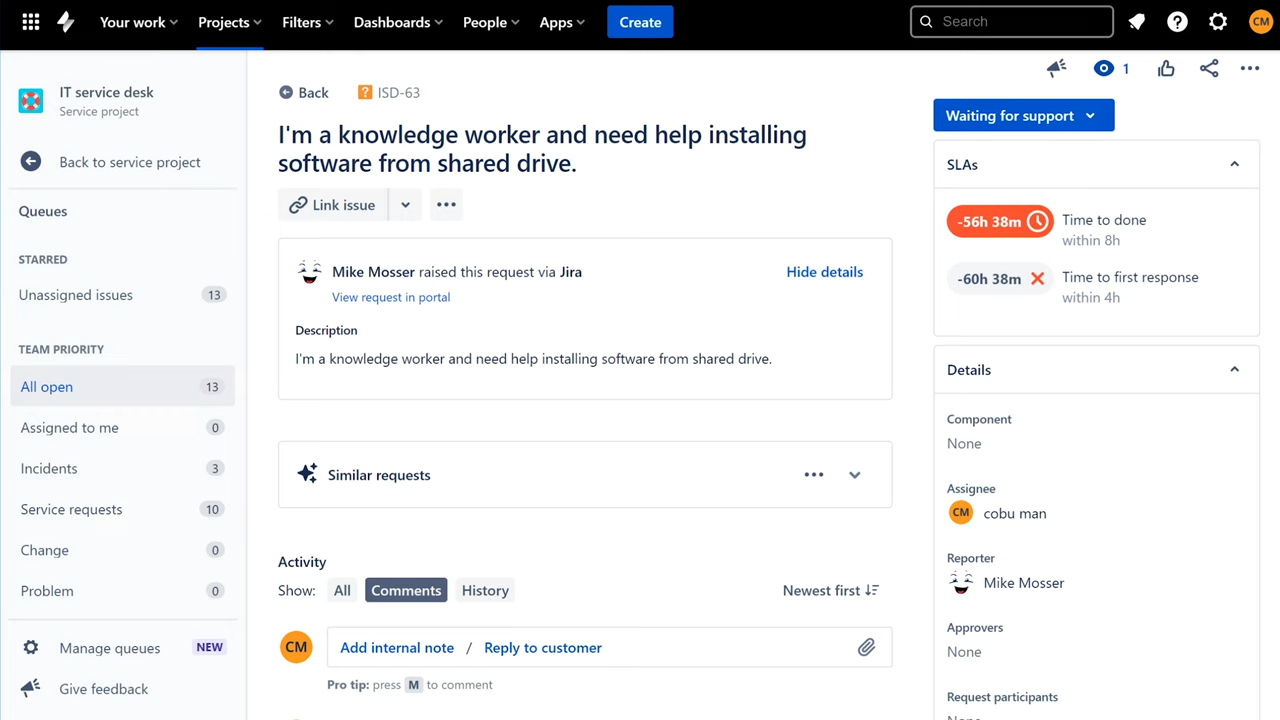 Your work
Projects
Filters
Dashboards
People
Apps
Create
Search
CM
IT service desk
Service project
Back to service project
Queues
STARRED
Unassigned issues 13
TEAM PRIORITY
All open 13
Assigned to me 0
Incidents 3
Service requests 10
Change 0
Problem 0
Manage queues NEW
Give feedback
Back
ISD-63
I'm a knowledge worker and need help installing
software from shared drive.
Link issue
Mike Mosser raised this request via Jira
Hide details
View request in portal
Description
I'm a knowledge worker and need help installing software from shared drive.
Similar requests
Activity
Show: All Comments History
Newest first
CM
Add internal note / Reply to customer
Pro tip: press M to comment
1
Waiting for support
SLAs
-56h 38m Time to done
within 8h
-60h 38m Time to first response
within 4h
Details
Component
None
Assignee
CM cobu man
Reporter
Mike Mosser
Approvers
None
Request participants